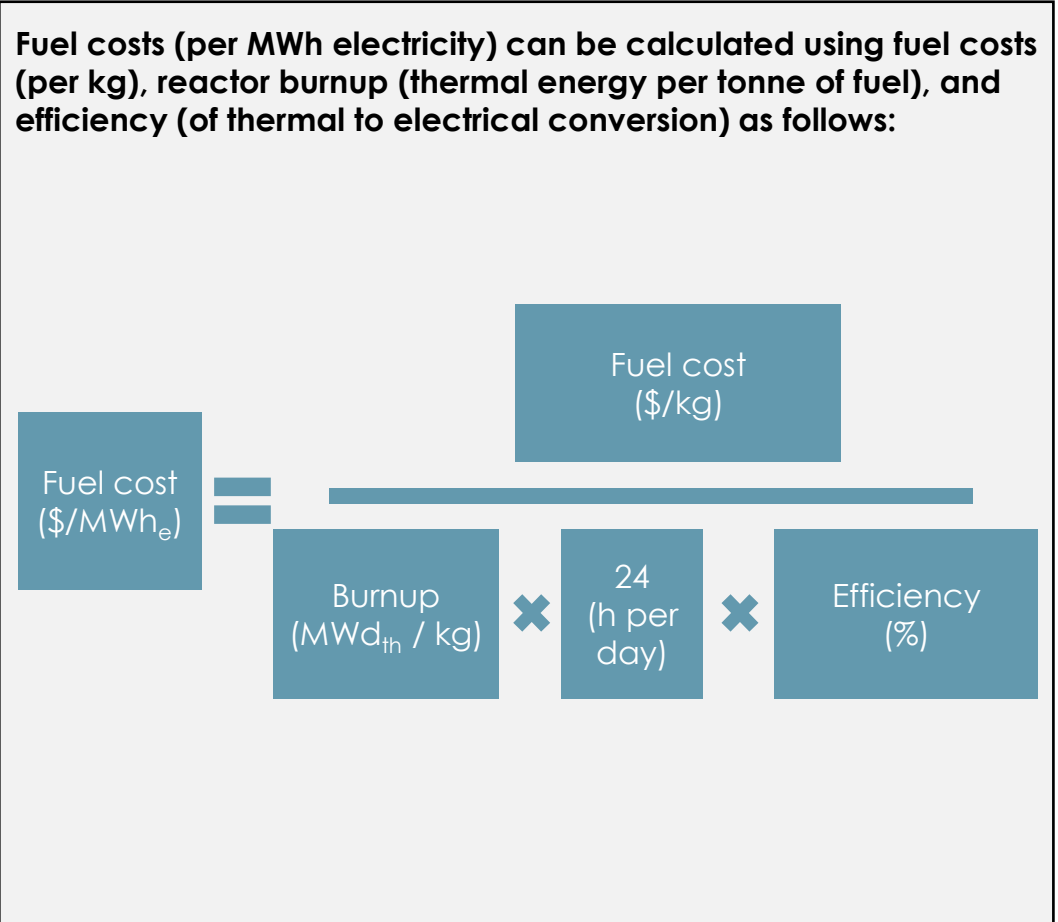 Fuel costs (per MWh electricity) can be calculated using fuel costs
(per kg), reactor burnup (thermal energy per tonne of fuel), and
efficiency (of thermal to electrical conversion) as follows:
Fuel cost
($/MWhₑ)
Fuel cost
($/kg)
Burnup
(MWdₜₕ / kg)
24
(h per
day)
Efficiency
(%)